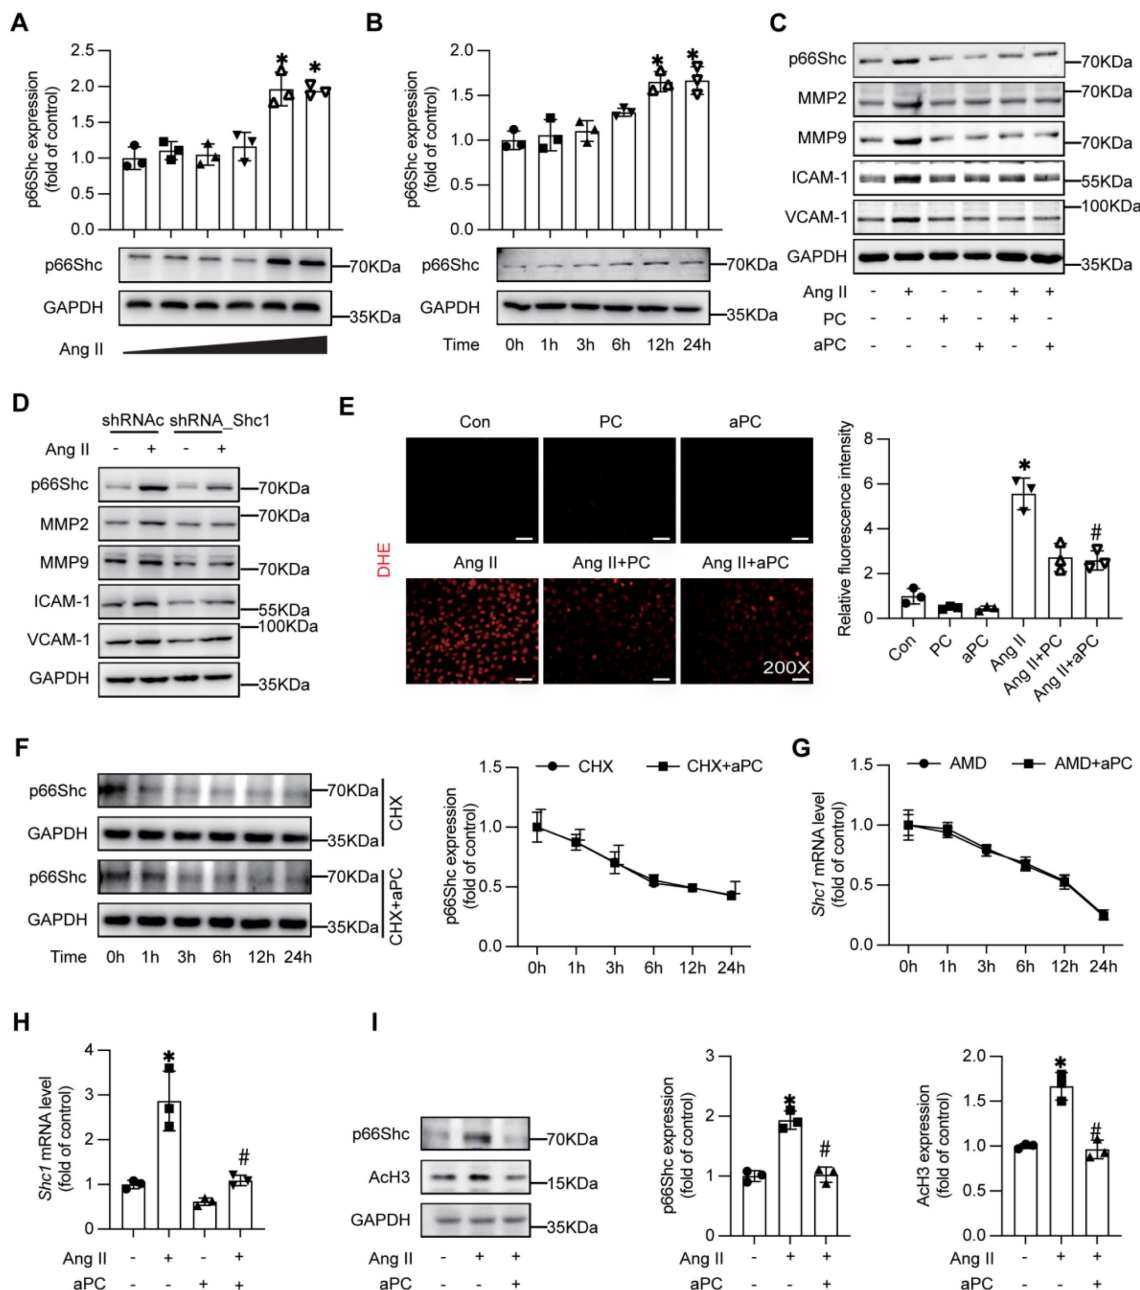 A
p66Shc expression
(fold of control)
2.5
2.0
1.5
1.0
0.5
0.0
* *
p66Shc
70KDa
GAPDH
35KDa
Ang II
B
p66Shc expression
(fold of control)
2.0
1.5
1.0
0.5
0.0
* *
p66Shc
70KDa
GAPDH
35KDa
Time 0h 1h 3h 6h 12h 24h
C
p66Shc
70KDa
MMP2
70KDa
MMP9
70KDa
ICAM-1
55KDa
VCAM-1
100KDa
GAPDH
35KDa
Ang II - + - - + +
PC - - + - + -
aPC - - - + - +
D
shRNAc shRNA_Shc1
Ang II - + - +
p66Shc
70KDa
MMP2
70KDa
MMP9
70KDa
ICAM-1
55KDa
VCAM-1
100KDa
GAPDH
35KDa
E
DHE
Con PC aPC
Ang II Ang II+PC Ang II+aPC
200X
Relative fluorescence intensity
8
6
4
2
0
*
#
Con PC aPC Ang II Ang II+PC Ang II+aPC
F
p66Shc
70KDa
GAPDH
35KDa
CHX
p66Shc
70KDa
GAPDH
35KDa
CHX+aPC
Time 0h 1h 3h 6h 12h 24h
p66Shc expression
(fold of control)
CHX CHX+aPC
1.5
1.0
0.5
0.0
0h 1h 3h 6h 12h 24h
G
Shc1 mRNA level
(fold of control)
AMD AMD+aPC
1.5
1.0
0.5
0.0
0h 1h 3h 6h 12h 24h
H
Shc1 mRNA level
(fold of control)
4
3
2
1
0
*
#
Ang II - + - +
aPC - - + +
I
p66Shc
70KDa
AcH3
15KDa
GAPDH
35KDa
Ang II - + +
aPC - - +
p66Shc expression
(fold of control)
3
2
1
0
*
#
Ang II - + +
aPC - - +
AcH3 expression
(fold of control)
2.0
1.5
1.0
0.5
0.0
*
#
Ang II - + +
aPC - - +